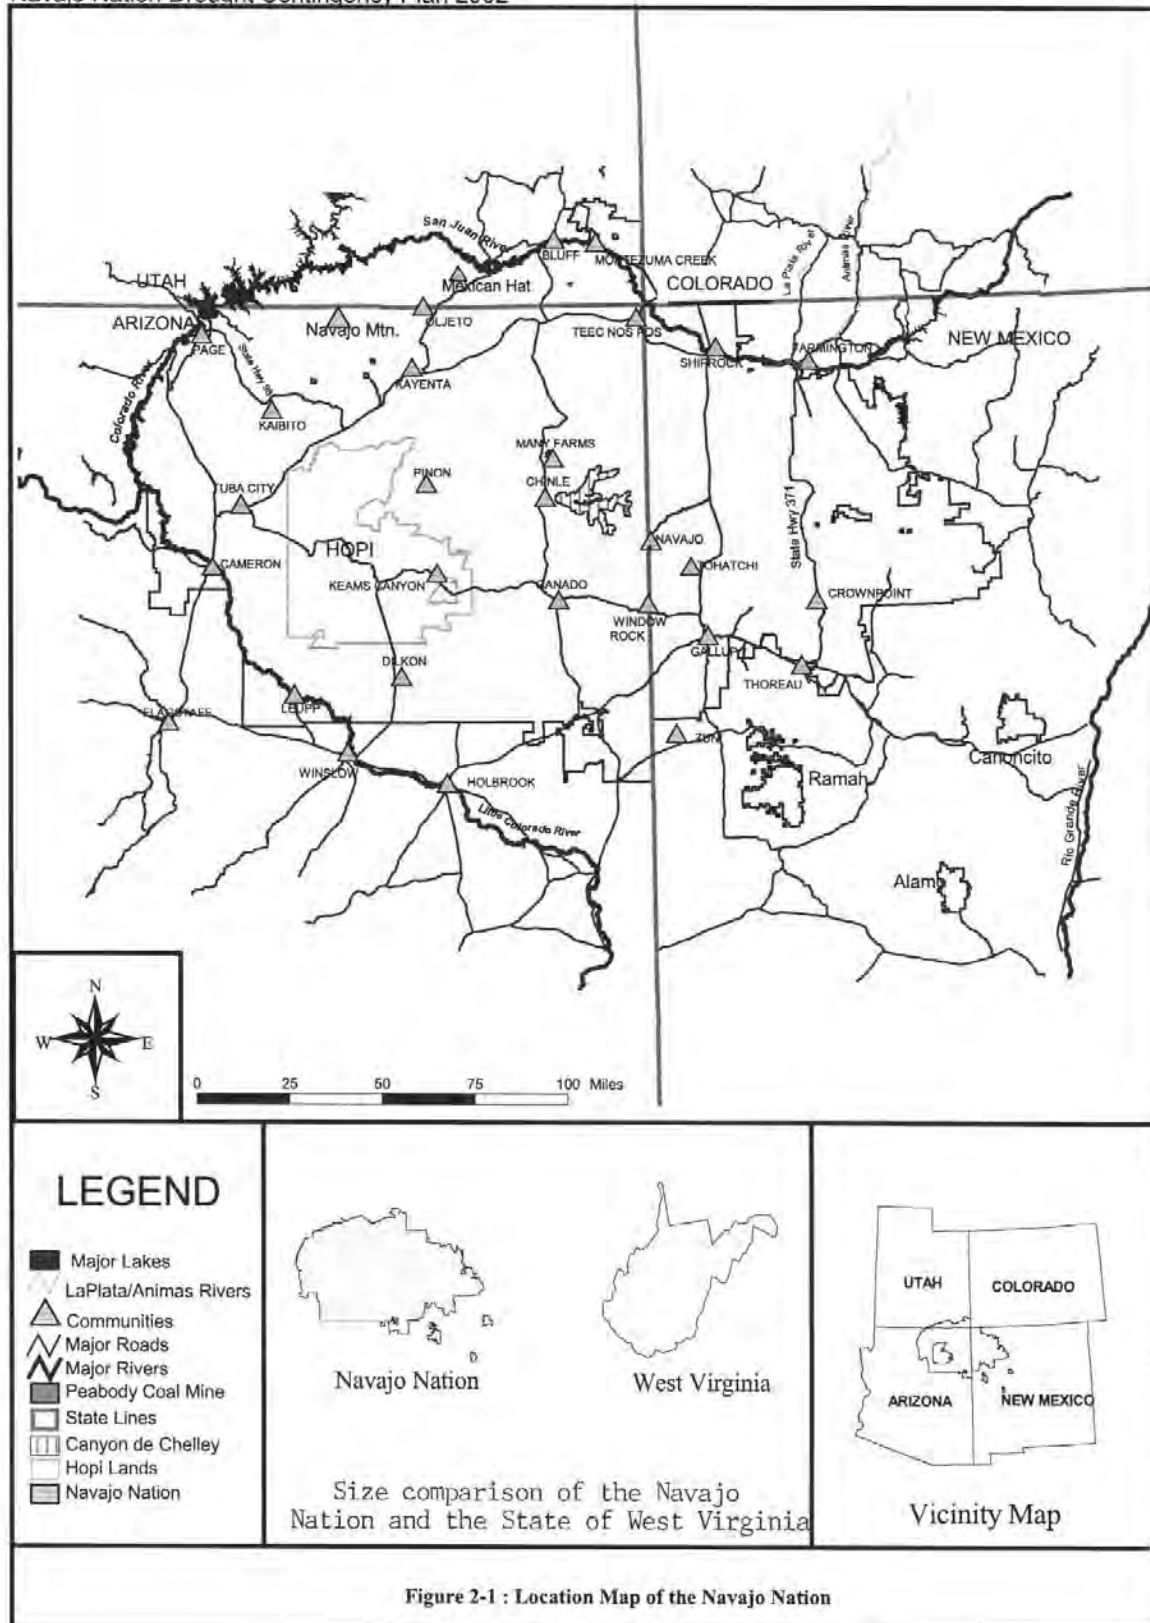 Navajo Nation Drought Contingency Plan 2002
San Juan River
BLUFF
MONTEZUMA CREEK
La Plata River
Animas River
UTAH
Mexican Hat
COLORADO
ARIZONA
Navajo Mtn.
OLJETO
TEEC NOS POS
NEW MEXICO
PAGE
State Hwy 98
SHIPROCK
FARMINGTON
Colorado River
KAYENTA
KAIBITO
MANY FARMS
PINON
CHINLE
TUBA CITY
State Hwy 371
HOPI
NAVAJO
CAMERON
TOHATCHI
KEAMS CANYON
GANADO
CROWNPOINT
WINDOW
ROCK
GALLUP
DILKON
THOREAU
LEUPP
FLAGSTAFF
ZUNI
Canoncito
WINSLOW
HOLBROOK
Ramah
Little Colorado River
Rio Grande River
Alamo
N
W E
S
0 25 50 75 100 Miles
LEGEND
Major Lakes
LaPlata/Animas Rivers
Communities
Major Roads
Major Rivers
Peabody Coal Mine
State Lines
Canyon de Chelley
Hopi Lands
Navajo Nation
Navajo Nation
West Virginia
Size comparison of the Navajo
Nation and the State of West Virginia
UTAH
COLORADO
ARIZONA
NEW MEXICO
Vicinity Map
Figure 2-1 : Location Map of the Navajo Nation